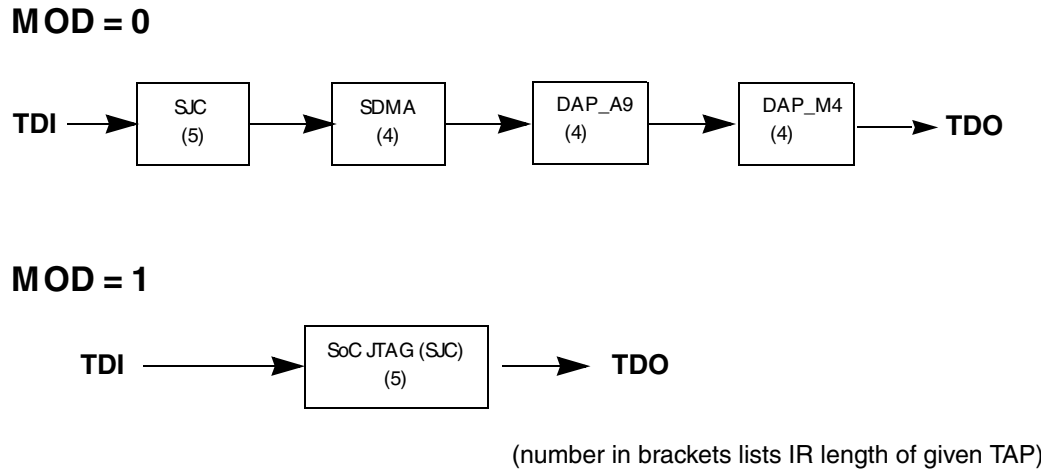 MOD = 0
TDI
SJC
(5)
SDMA
(4)
DAP_A9
(4)
DAP_M4
(4)
TDO
MOD = 1
TDI
SoC JTAG (SJC)
(5)
TDO
(number in brackets lists IR length of given TAP)